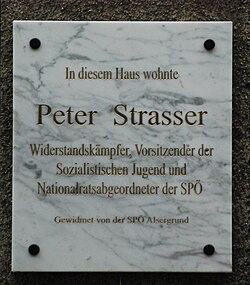 In diesem Haus wohnte
Peter Strasser
Widerstandskämpfer, Vorsitzender der
Sozialistischen Jugend und
Nationalratsabgeordneter der SPÖ
Gewidmet von der SPÖ Alsergrund